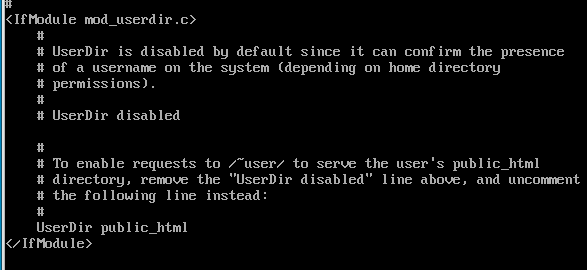 #
<IfModule mod_userdir.c>
    #
    # UserDir is disabled by default since it can confirm the presence
    # of a username on the system (depending on home directory
    # permissions).
    #
    # UserDir disabled

    #
    # To enable requests to /~user/ to serve the user's public_html
    # directory, remove the "UserDir disabled" line above, and uncomment
    # the following line instead:
    #
    UserDir public_html
</IfModule>